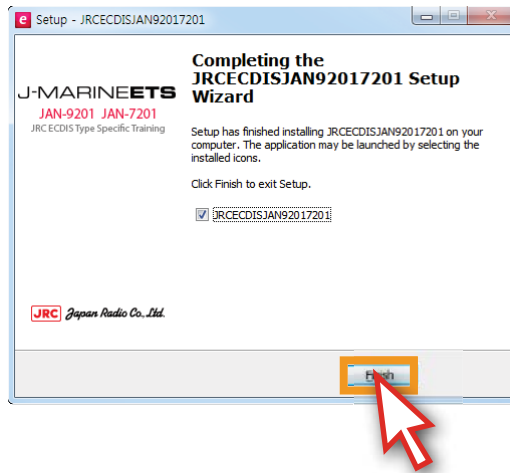 e Setup - JRCECDISJAN92017201
Completing the
JRCECDISJAN92017201 Setup
Wizard
J-MARINEETS
JAN-9201 JAN-7201
JRC ECDIS Type Specific Training
Setup has finished installing JRCECDISJAN92017201 on your
computer. The application may be launched by selecting the
installed icons.
Click Finish to exit Setup.
JRCECDISJAN92017201
JRC Japan Radio Co., Ltd.
Finish